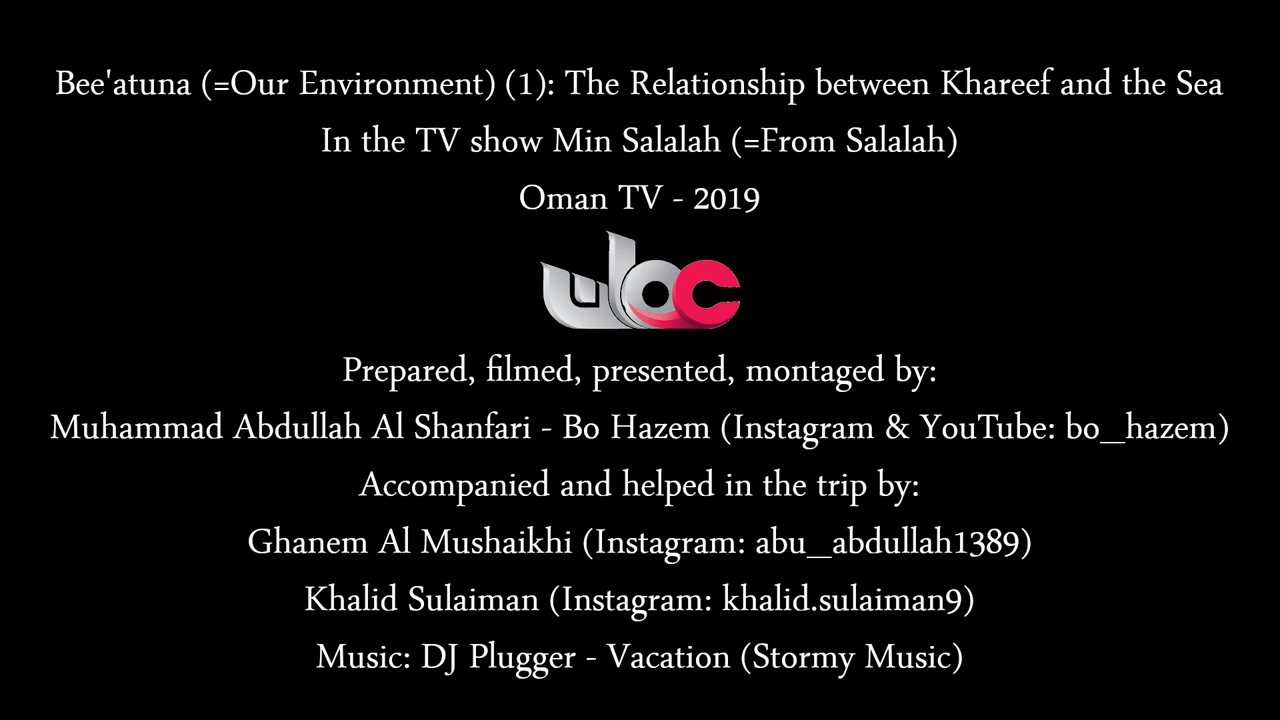 Bee'atuna (=Our Environment) (1): The Relationship between Khareef and the Sea
In the TV show Min Salalah (=From Salalah)
Oman TV - 2019
عمان
Prepared, filmed, presented, montaged by:
Muhammad Abdullah Al Shanfari - Bo Hazem (Instagram & YouTube: bo_hazem)
Accompanied and helped in the trip by:
Ghanem Al Mushaikhi (Instagram: abu_abdullah1389)
Khalid Sulaiman (Instagram: khalid.sulaiman9)
Music: DJ Plugger - Vacation (Stormy Music)